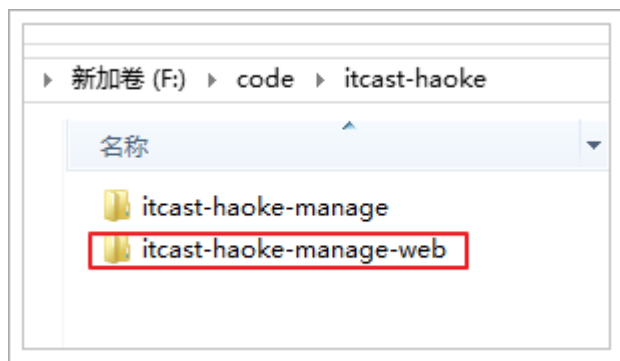 新加卷 (F:) code itcast-haoke
名称
itcast-haoke-manage
itcast-haoke-manage-web